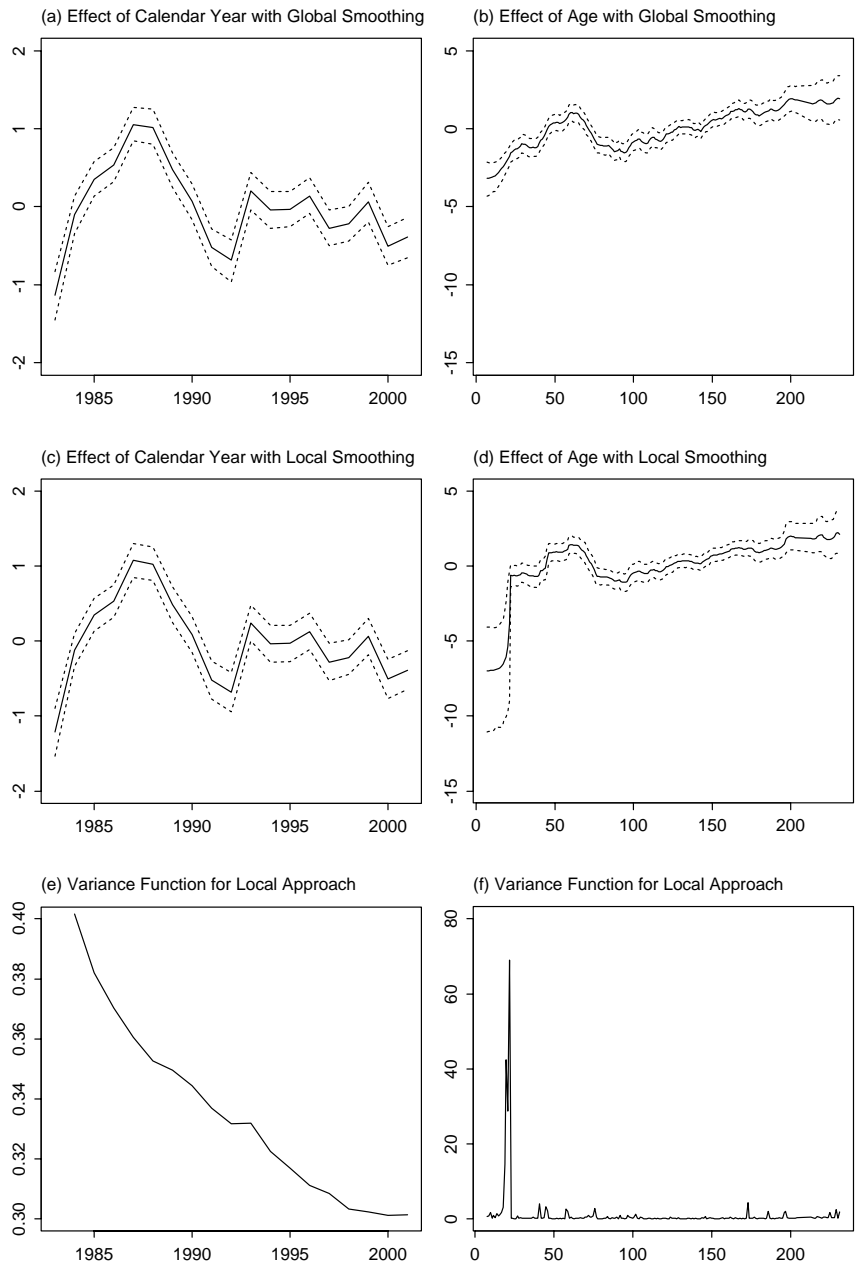 (a) Effect of Calendar Year with Global Smoothing
2
1
0
-1
-2
1985 1990 1995 2000
(b) Effect of Age with Global Smoothing
5
0
-5
-10
-15
0 50 100 150 200
(c) Effect of Calendar Year with Local Smoothing
2
1
0
-1
-2
1985 1990 1995 2000
(d) Effect of Age with Local Smoothing
5
0
-5
-10
-15
0 50 100 150 200
(e) Variance Function for Local Approach
0.40
0.38
0.36
0.34
0.32
0.30
1985 1990 1995 2000
(f) Variance Function for Local Approach
80
60
40
20
0
0 50 100 150 200